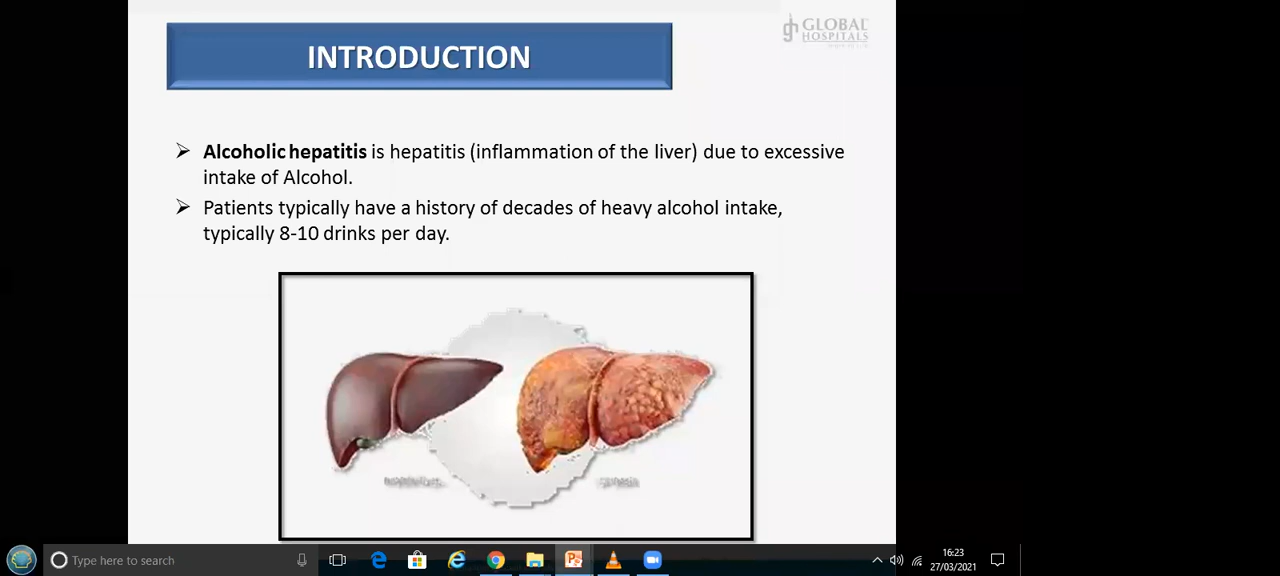 INTRODUCTION
GLOBAL
HOSPITALS
➢ Alcoholic hepatitis is hepatitis (inflammation of the liver) due to excessive
intake of Alcohol.
➢ Patients typically have a history of decades of heavy alcohol intake,
typically 8-10 drinks per day.
Type here to search
16:23
27/03/2021